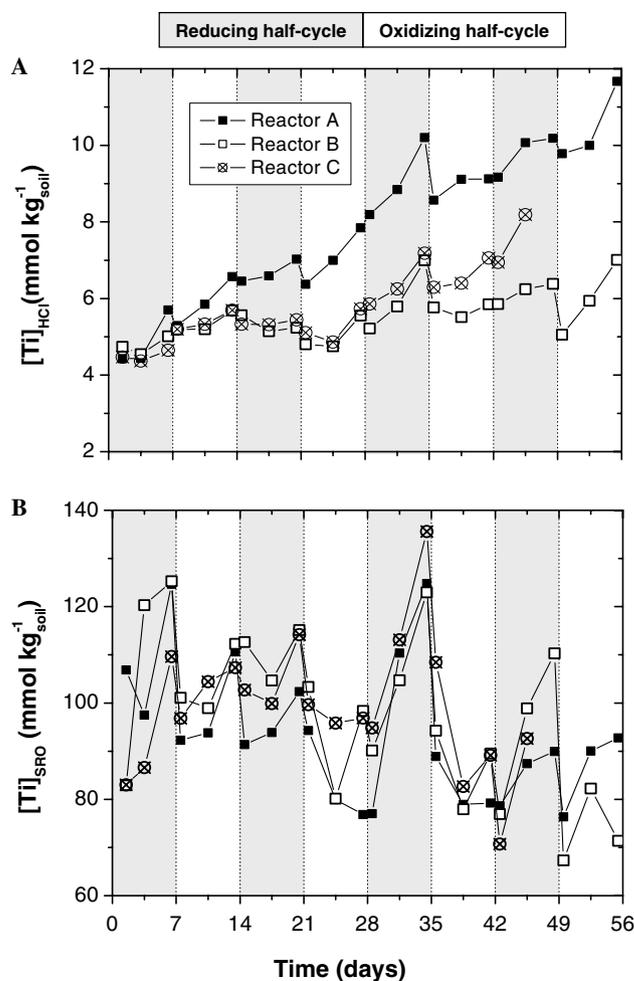 Reducing half-cycle Oxidizing half-cycle
A
12
10
8
6
4
2
[Ti]HCl(mmol kg-1soil)
Reactor A
Reactor B
Reactor C
B
140
120
100
80
60
[Ti]SRO (mmol kg-1soil)
0 7 14 21 28 35 42 49 56
Time (days)